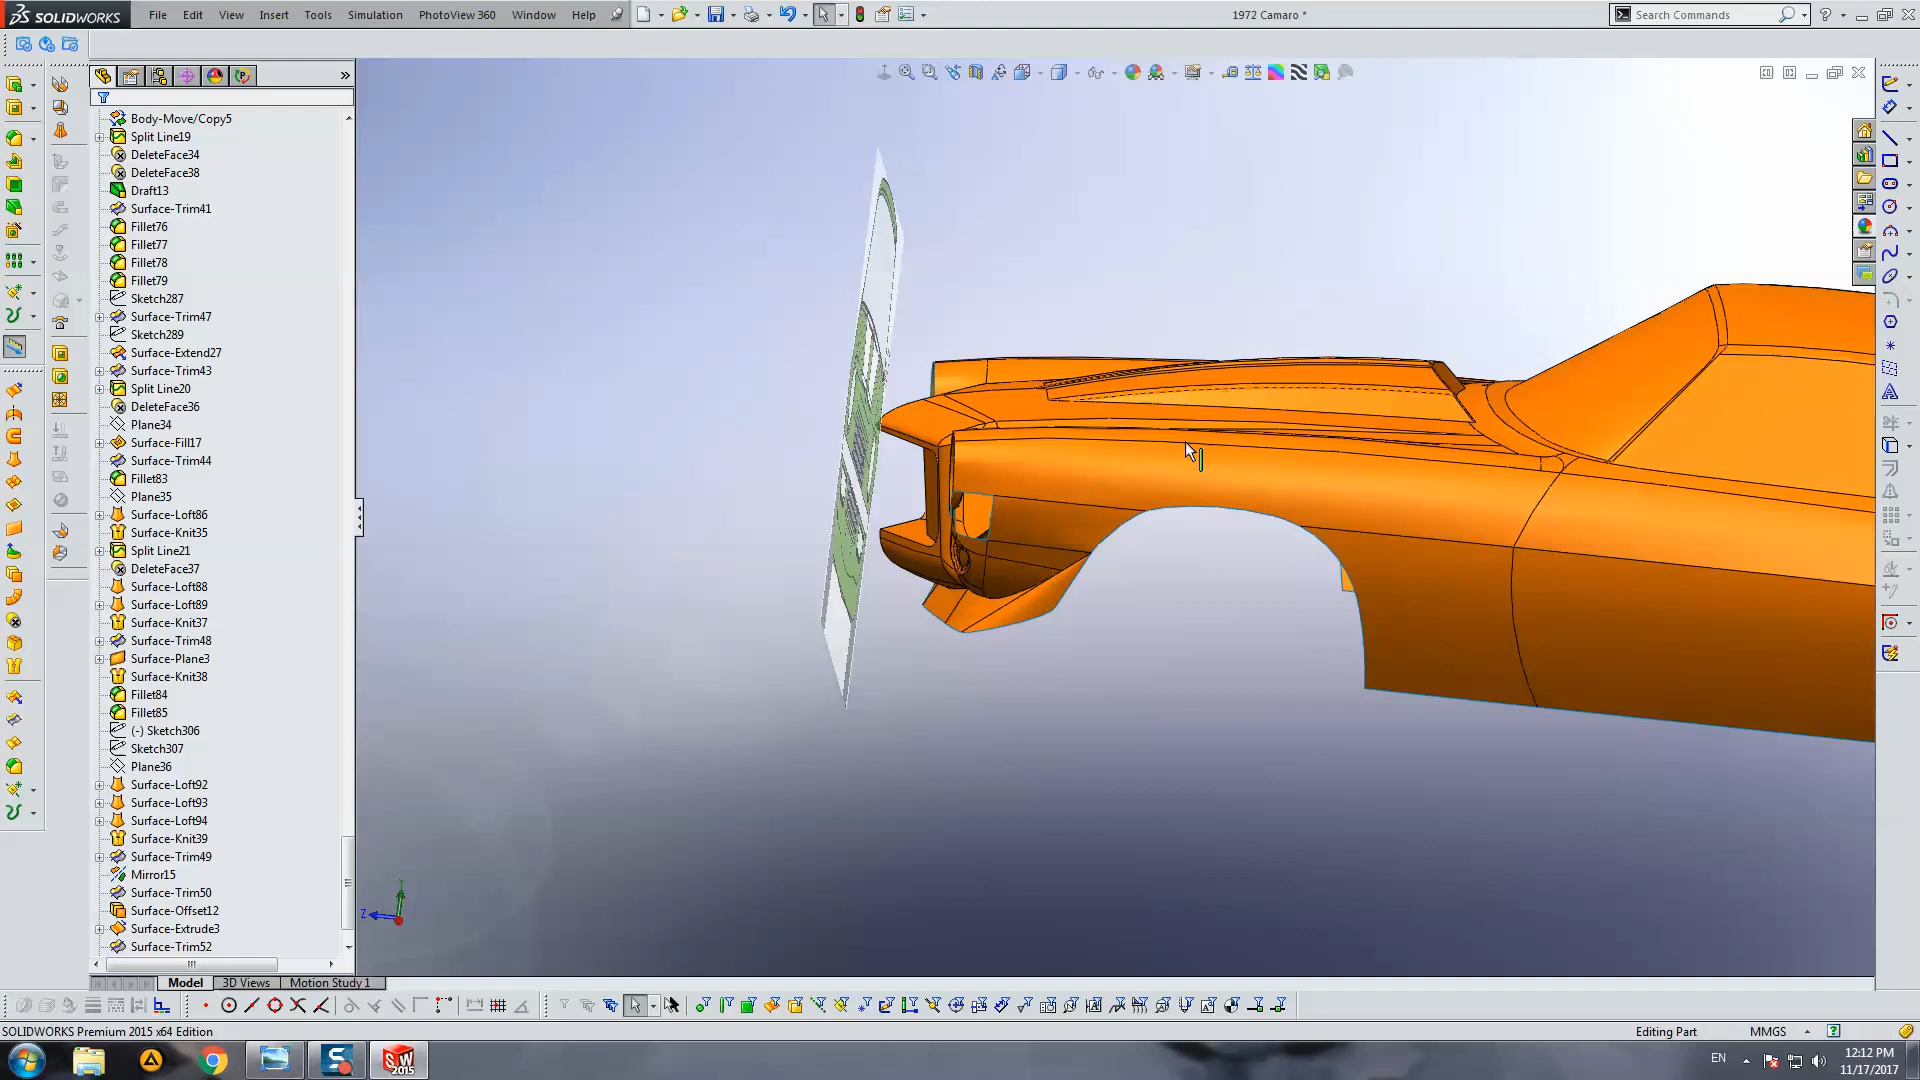 SOLIDWORKS
File Edit View Insert Tools Simulation PhotoView 360 Window Help
1972 Camaro *
Search Commands
Body-Move/Copy5
Split Line19
DeleteFace34
DeleteFace38
Draft13
Surface-Trim41
Fillet76
Fillet77
Fillet78
Fillet79
Sketch287
Surface-Trim47
Sketch289
Surface-Extend27
Surface-Trim43
Split Line20
DeleteFace36
Plane34
Surface-Fill17
Surface-Trim44
Fillet83
Plane35
Surface-Loft86
Surface-Knit35
Split Line21
DeleteFace37
Surface-Loft88
Surface-Loft89
Surface-Knit37
Surface-Trim48
Surface-Plane3
Surface-Knit38
Fillet84
Fillet85
(-) Sketch306
Sketch307
Plane36
Surface-Loft92
Surface-Loft93
Surface-Loft94
Surface-Knit39
Surface-Trim49
Mirror15
Surface-Trim50
Surface-Offset12
Surface-Extrude3
Surface-Trim52
Y
Z
Model 3D Views Motion Study 1
SOLIDWORKS Premium 2015 x64 Edition
Editing Part MMGS
EN
12:12 PM
11/17/2017
SW
2015